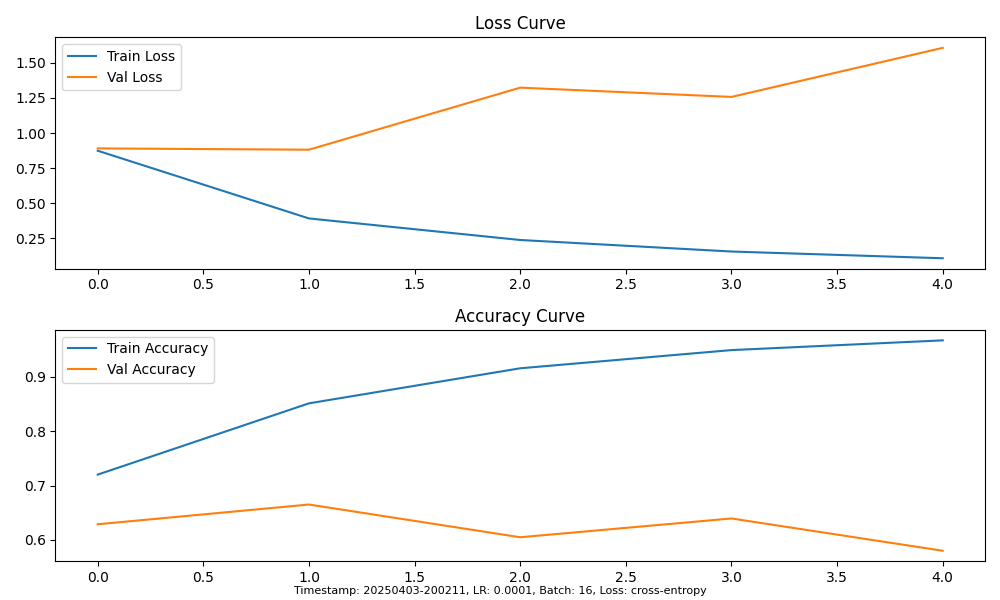 Loss Curve
Train Loss
Val Loss
1.50
1.25
1.00
0.75
0.50
0.25
0.0 0.5 1.0 1.5 2.0 2.5 3.0 3.5 4.0
Accuracy Curve
Train Accuracy
Val Accuracy
0.9
0.8
0.7
0.6
0.0 0.5 1.0 1.5 2.0 2.5 3.0 3.5 4.0
Timestamp: 20250403-200211, LR: 0.0001, Batch: 16, Loss: cross-entropy